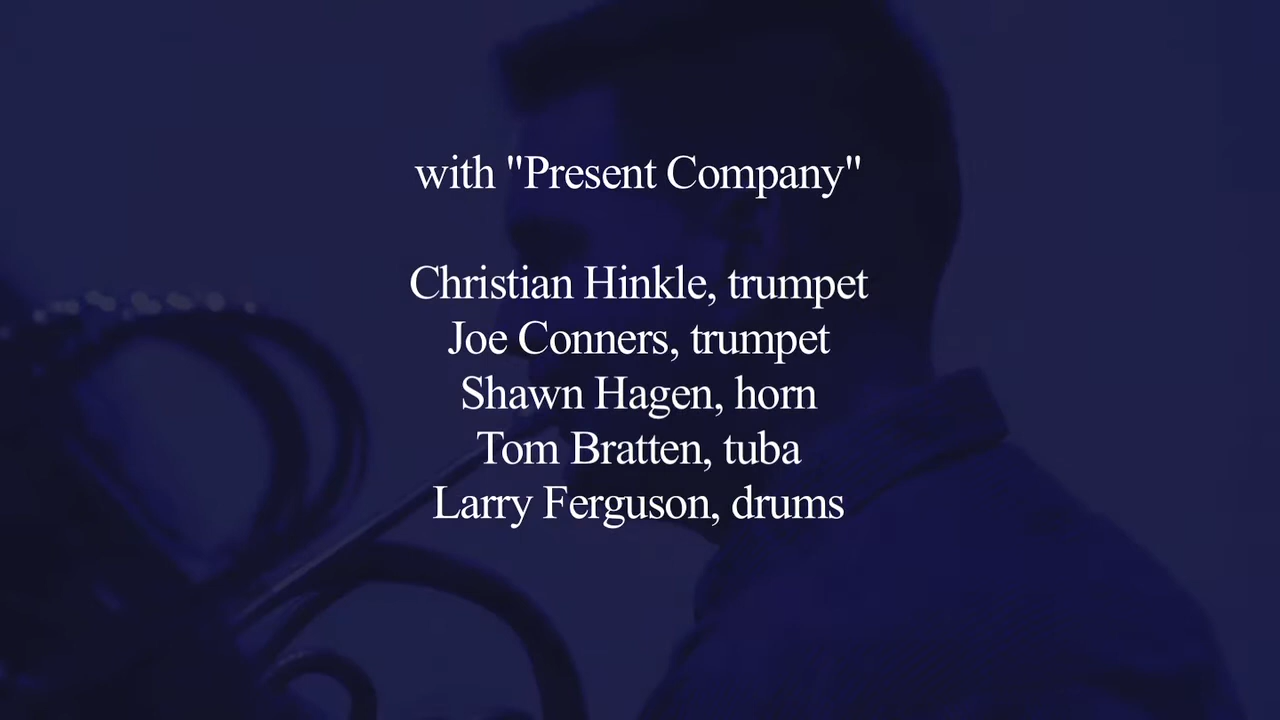 with "Present Company"
Christian Hinkle, trumpet
Joe Conners, trumpet
Shawn Hagen, horn
Tom Bratten, tuba
Larry Ferguson, drums